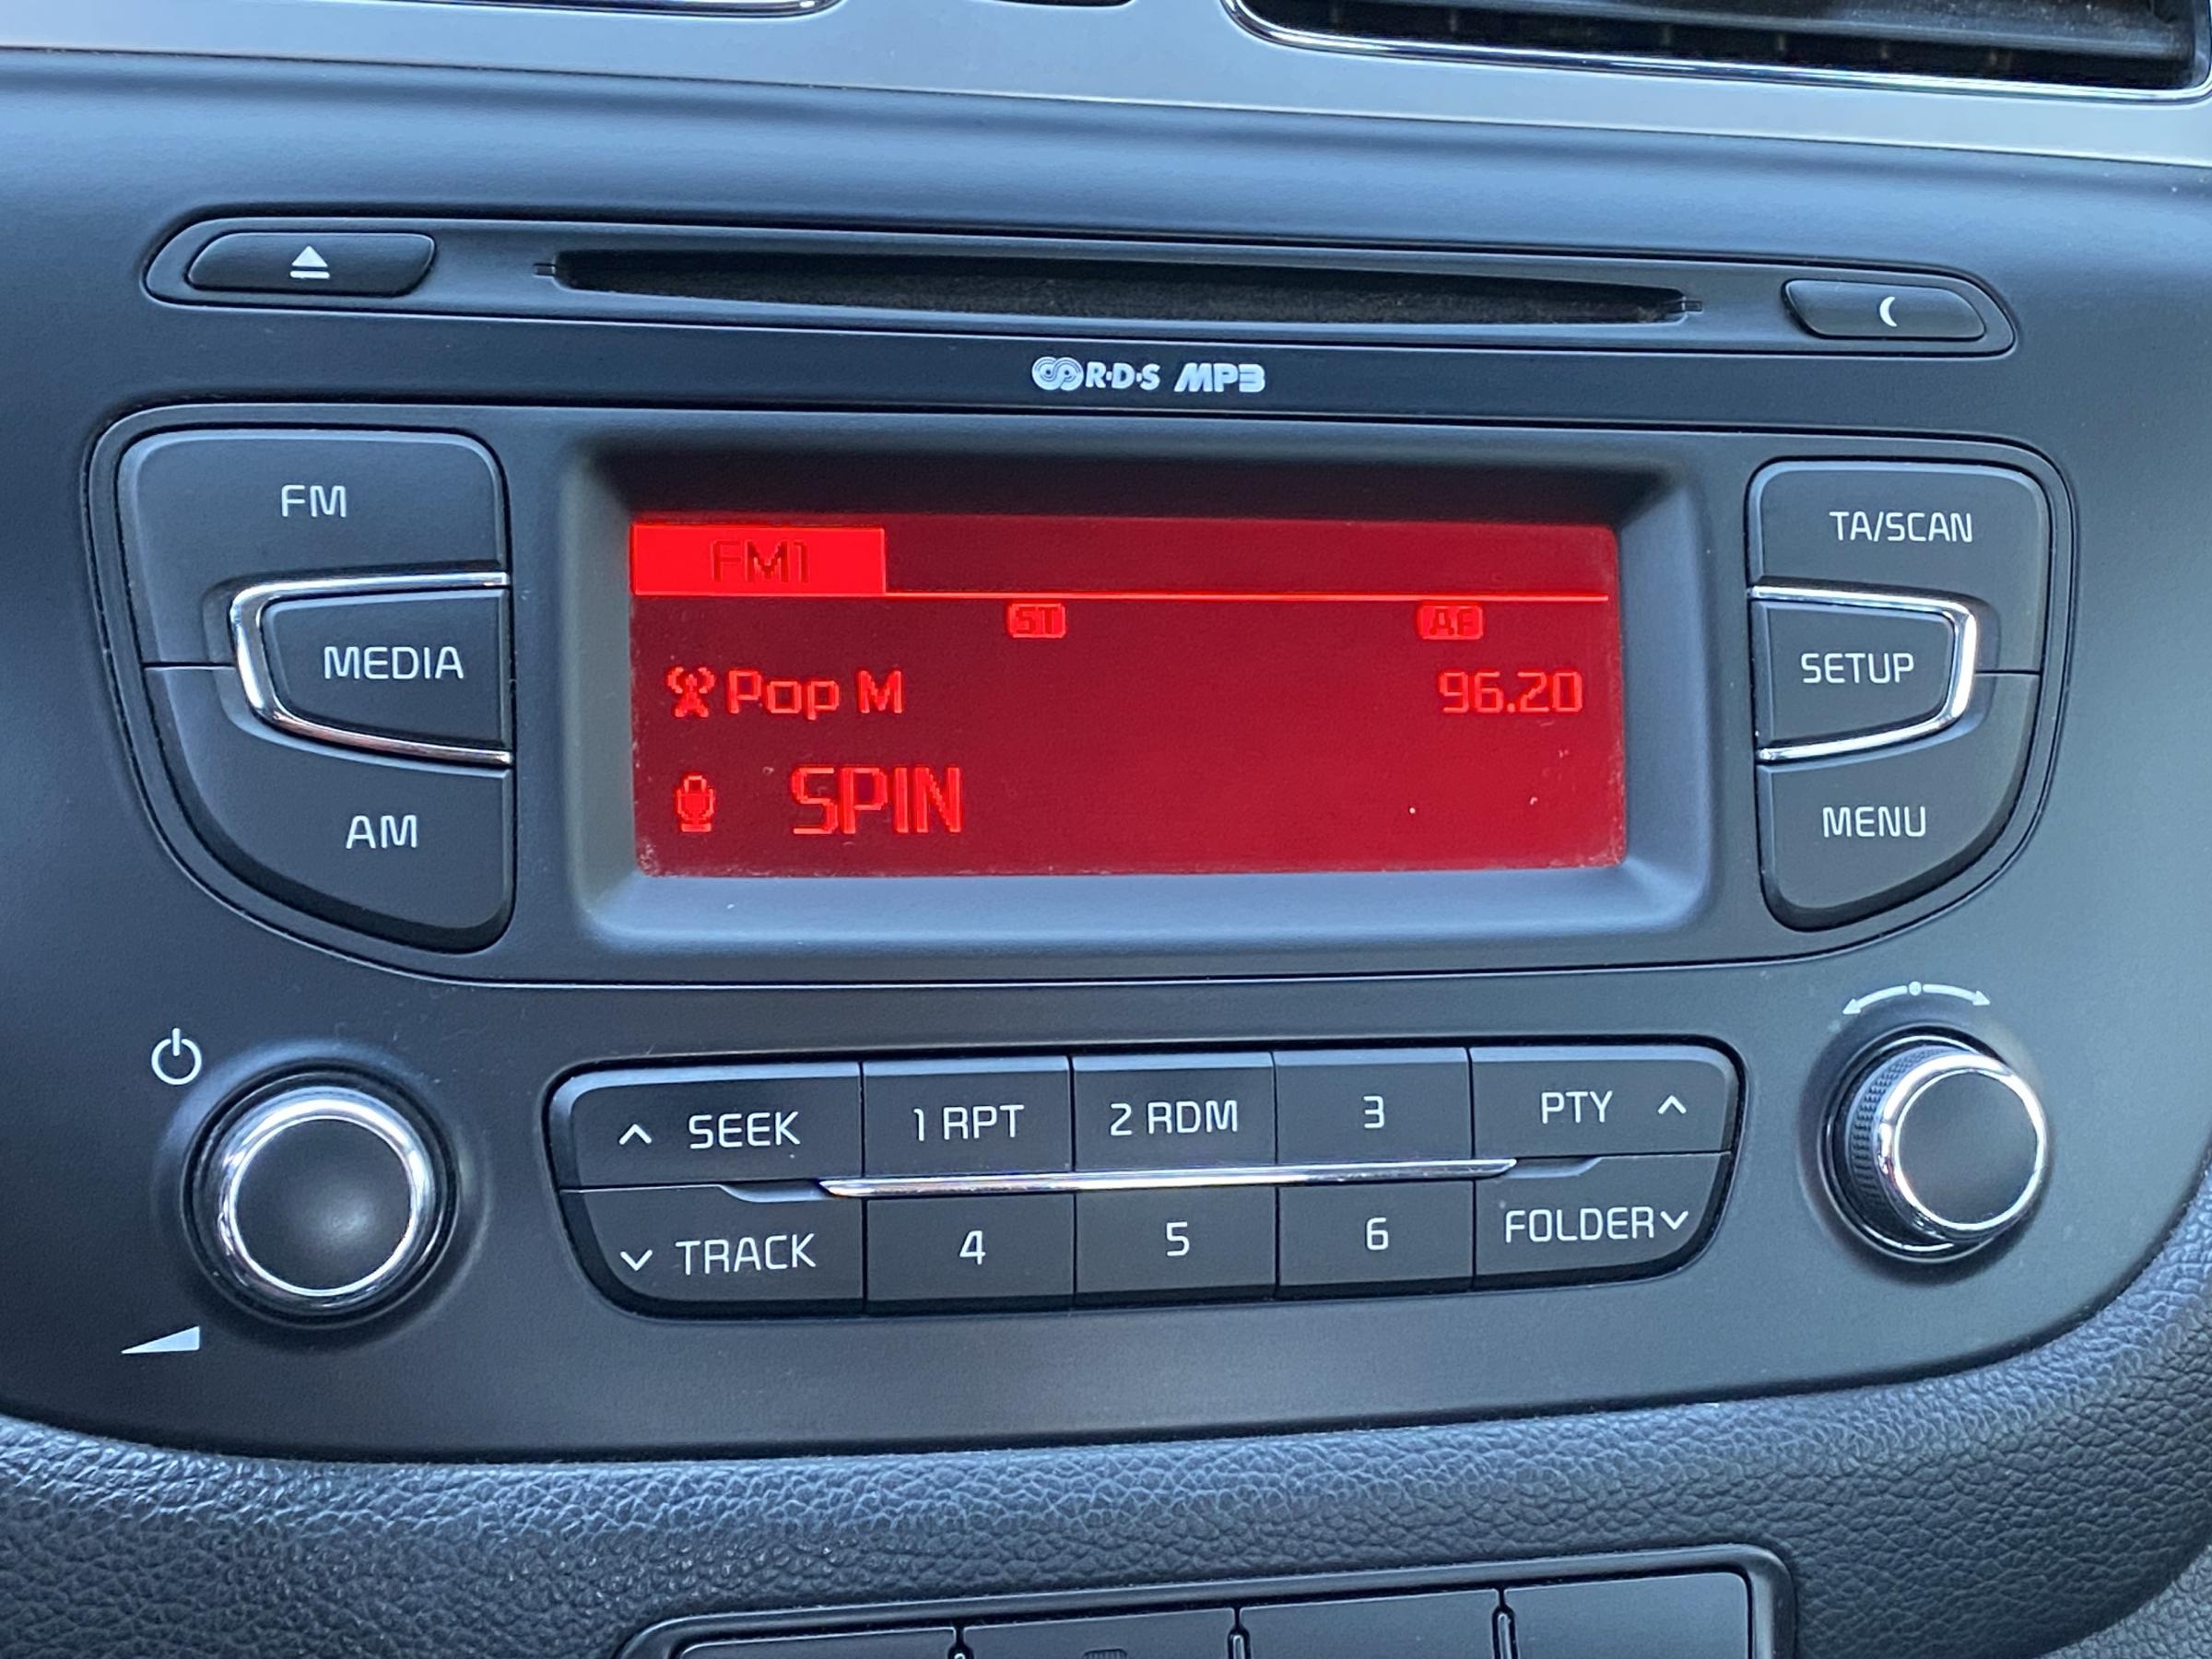 R·D·S MP3
FM
MEDIA
AM
FM1
ST AF
Pop M 96.20
SPIN
TA/SCAN
SETUP
MENU
SEEK 1 RPT 2 RDM 3 PTY
TRACK 4 5 6 FOLDER